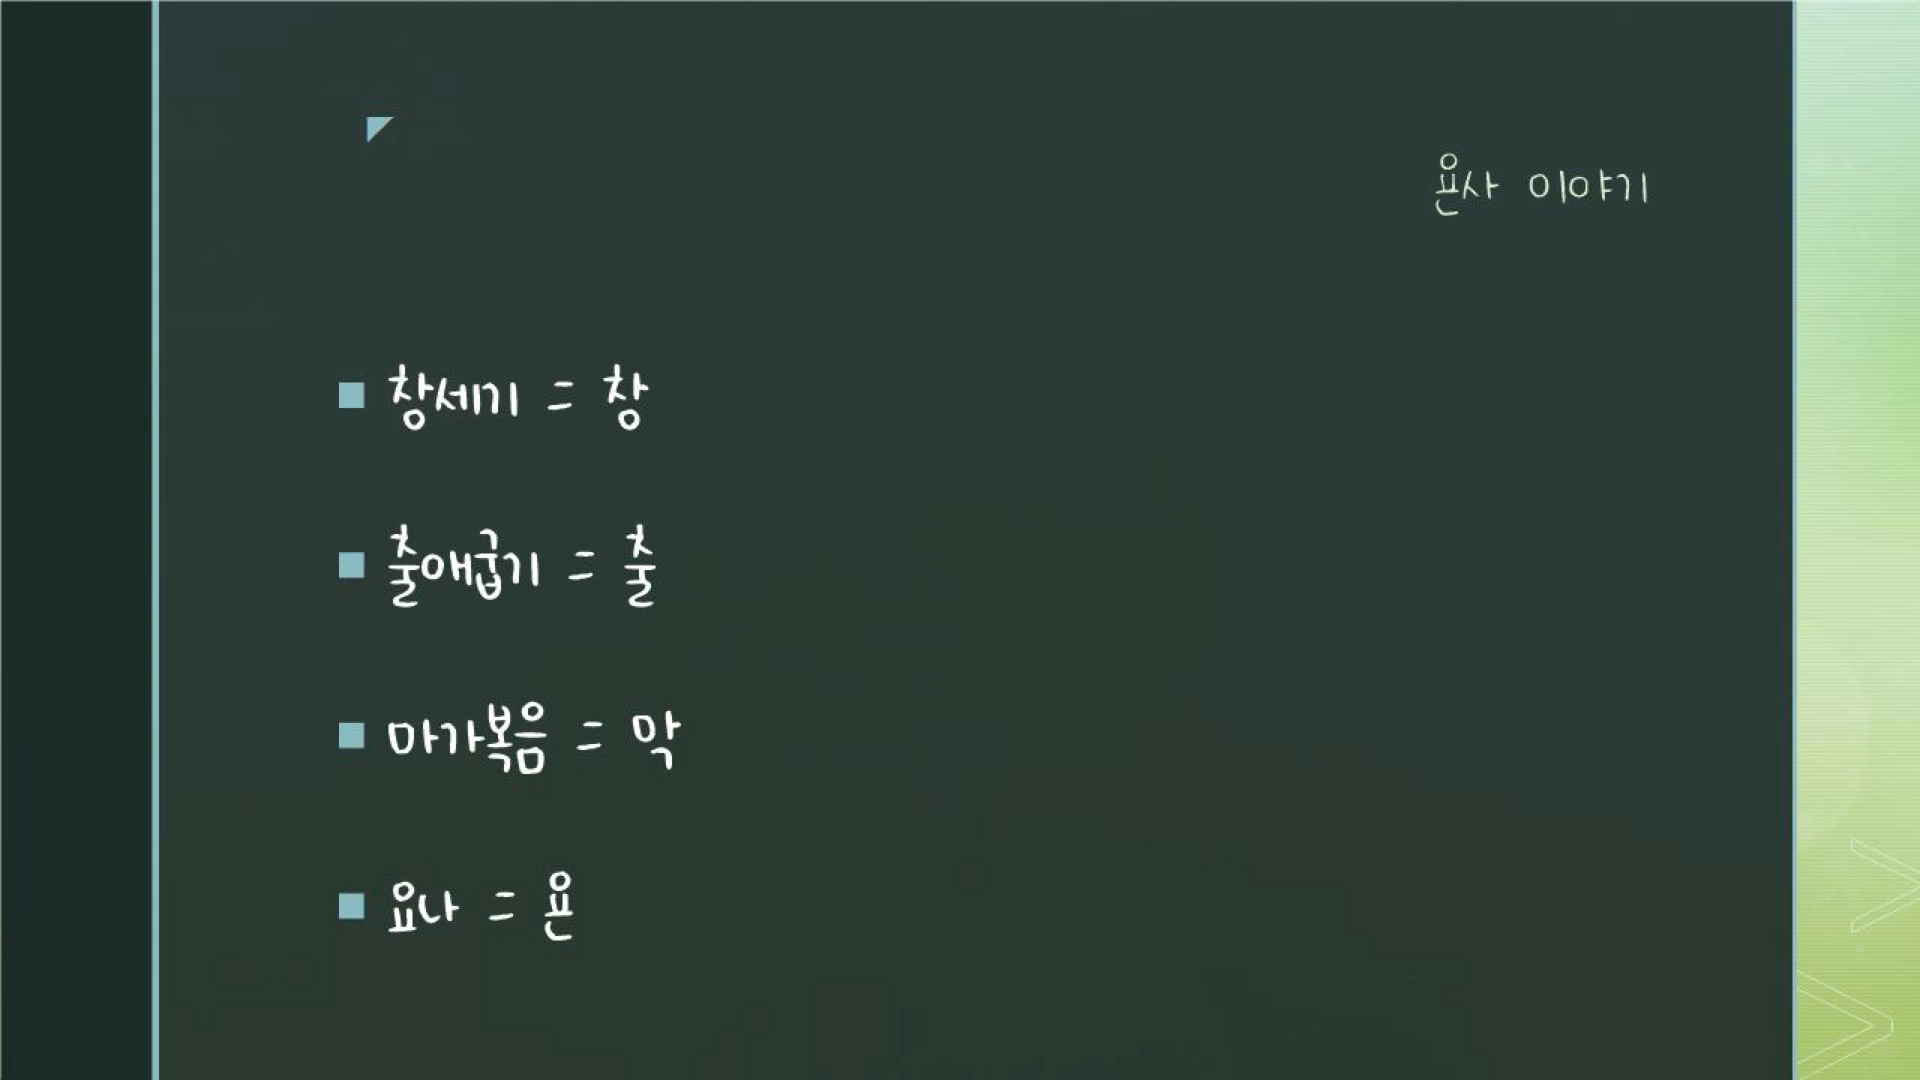 욘사 이야기
창세기 = 창
출애굽기 = 출
마가복음 = 막
요나 = 욘